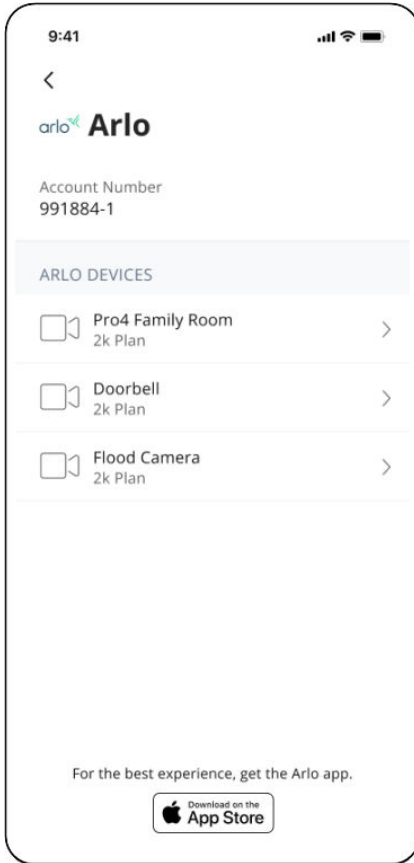 9:41
arlo Arlo
Account Number
991884-1
ARLO DEVICES
Pro4 Family Room
2k Plan
Doorbell
2k Plan
Flood Camera
2k Plan
For the best experience, get the Arlo app.
Download on the
App Store